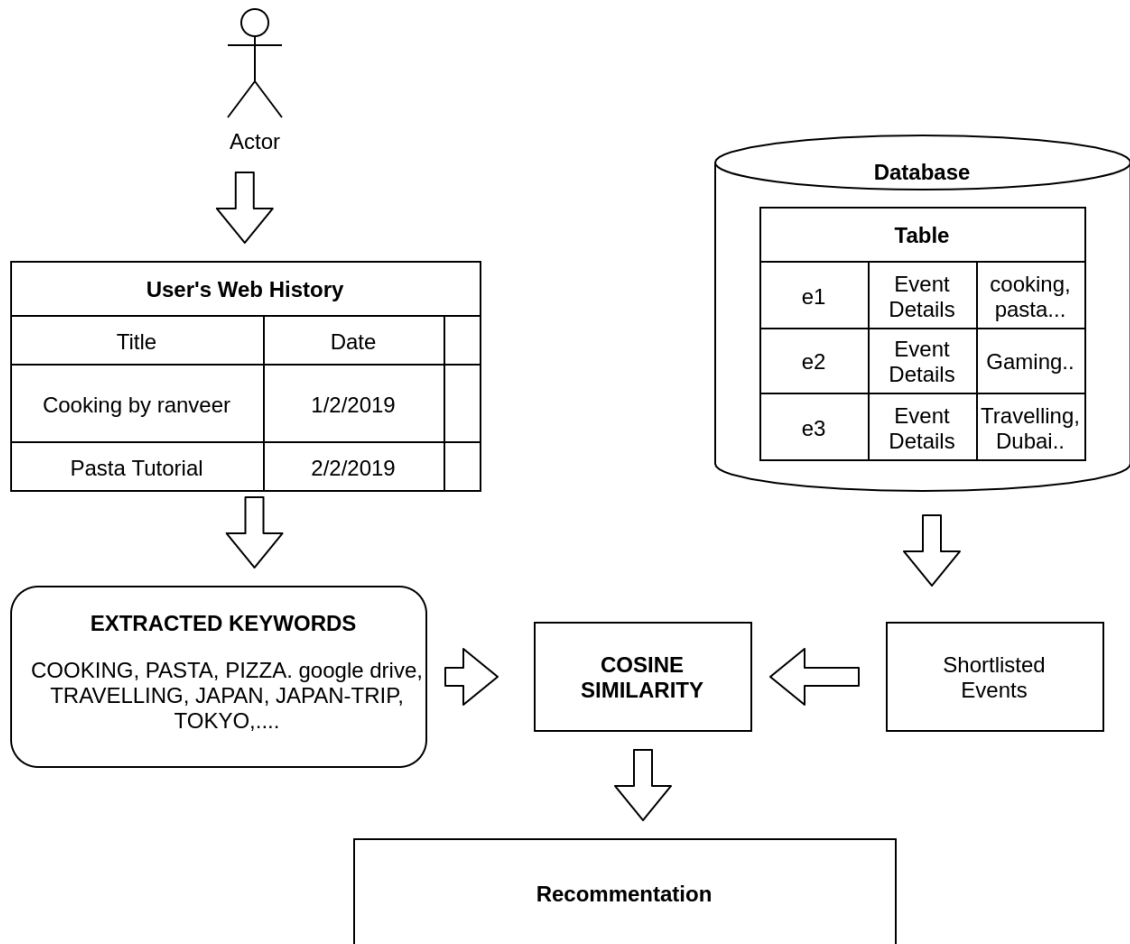 Actor
User's Web History
Title
Date
Cooking by ranveer
1/2/2019
Pasta Tutorial
2/2/2019
EXTRACTED KEYWORDS
COOKING, PASTA, PIZZA. google drive,
TRAVELLING, JAPAN, JAPAN-TRIP,
TOKYO,....
Database
Table
e1
Event
Details
cooking,
pasta...
e2
Event
Details
Gaming..
e3
Event
Details
Travelling,
Dubai..
COSINE
SIMILARITY
Shortlisted
Events
Recommentation